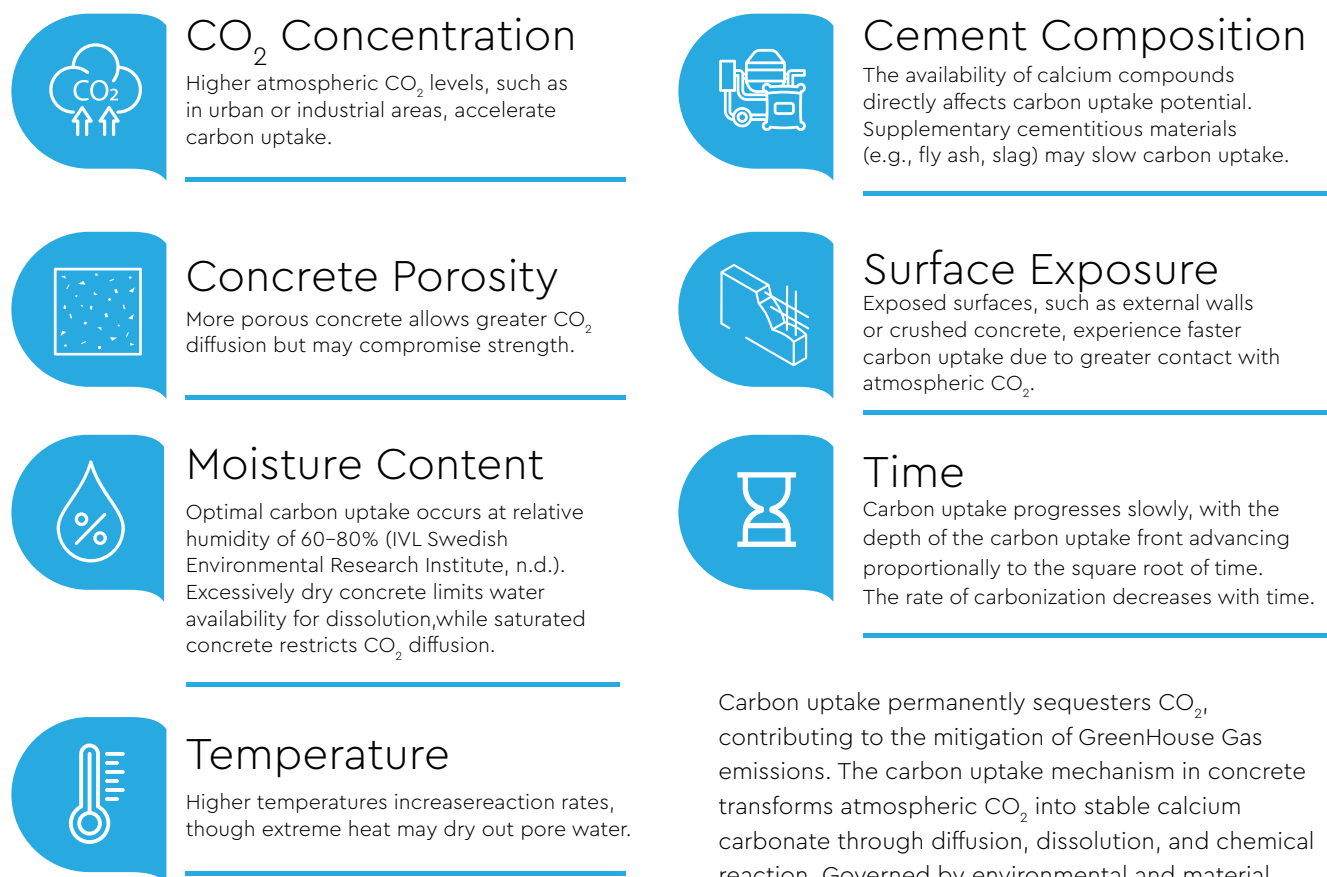 CO₂
CO₂ Concentration
Higher atmospheric CO₂ levels, such as
in urban or industrial areas, accelerate
carbon uptake.
Concrete Porosity
More porous concrete allows greater CO₂
diffusion but may compromise strength.
%
Moisture Content
Optimal carbon uptake occurs at relative
humidity of 60–80% (IVL Swedish
Environmental Research Institute, n.d.).
Excessively dry concrete limits water
availability for dissolution,while saturated
concrete restricts CO₂ diffusion.
Temperature
Higher temperatures increasereaction rates,
though extreme heat may dry out pore water.
Cement Composition
The availability of calcium compounds
directly affects carbon uptake potential.
Supplementary cementitious materials
(e.g., fly ash, slag) may slow carbon uptake.
Surface Exposure
Exposed surfaces, such as external walls
or crushed concrete, experience faster
carbon uptake due to greater contact with
atmospheric CO₂.
Time
Carbon uptake progresses slowly, with the
depth of the carbon uptake front advancing
proportionally to the square root of time.
The rate of carbonization decreases with time.
Carbon uptake permanently sequesters CO₂,
contributing to the mitigation of GreenHouse Gas
emissions. The carbon uptake mechanism in concrete
transforms atmospheric CO₂ into stable calcium
carbonate through diffusion, dissolution, and chemical
reaction. Governed by environmental and material